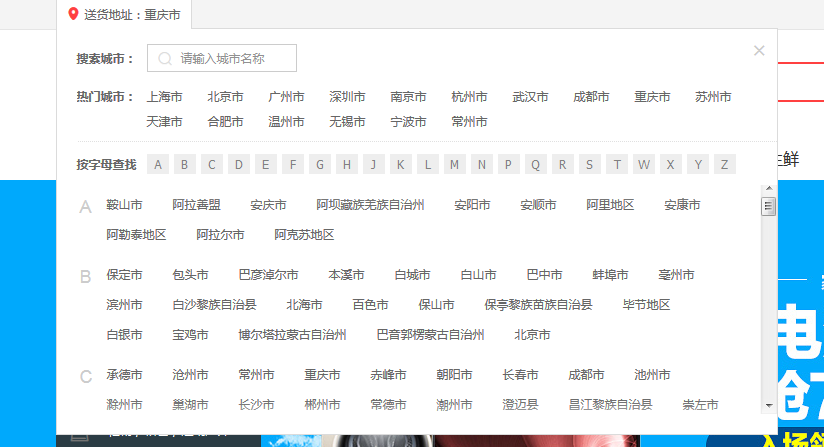 送货地址：重庆市
搜索城市： 请输入城市名称
热门城市： 上海市 北京市 广州市 深圳市 南京市 杭州市 武汉市 成都市 重庆市 苏州市
天津市 合肥市 温州市 无锡市 宁波市 常州市
生鲜
按字母查找 A B C D E F G H J K L M N P Q R S T W X Y Z
A 鞍山市 阿拉善盟 安庆市 阿坝藏族羌族自治州 安阳市 安顺市 阿里地区 安康市
阿勒泰地区 阿拉尔市 阿克苏地区
B 保定市 包头市 巴彦淖尔市 本溪市 白城市 白山市 巴中市 蚌埠市 亳州市
滨州市 白沙黎族自治县 北海市 百色市 保山市 保亭黎族苗族自治县 毕节地区
白银市 宝鸡市 博尔塔拉蒙古自治州 巴音郭楞蒙古自治州 北京市
电
C 承德市 沧州市 常州市 重庆市 赤峰市 朝阳市 长春市 成都市 池州市
滁州市 巢湖市 长沙市 郴州市 常德市 潮州市 澄迈县 昌江黎族自治县 崇左市
抢
入场